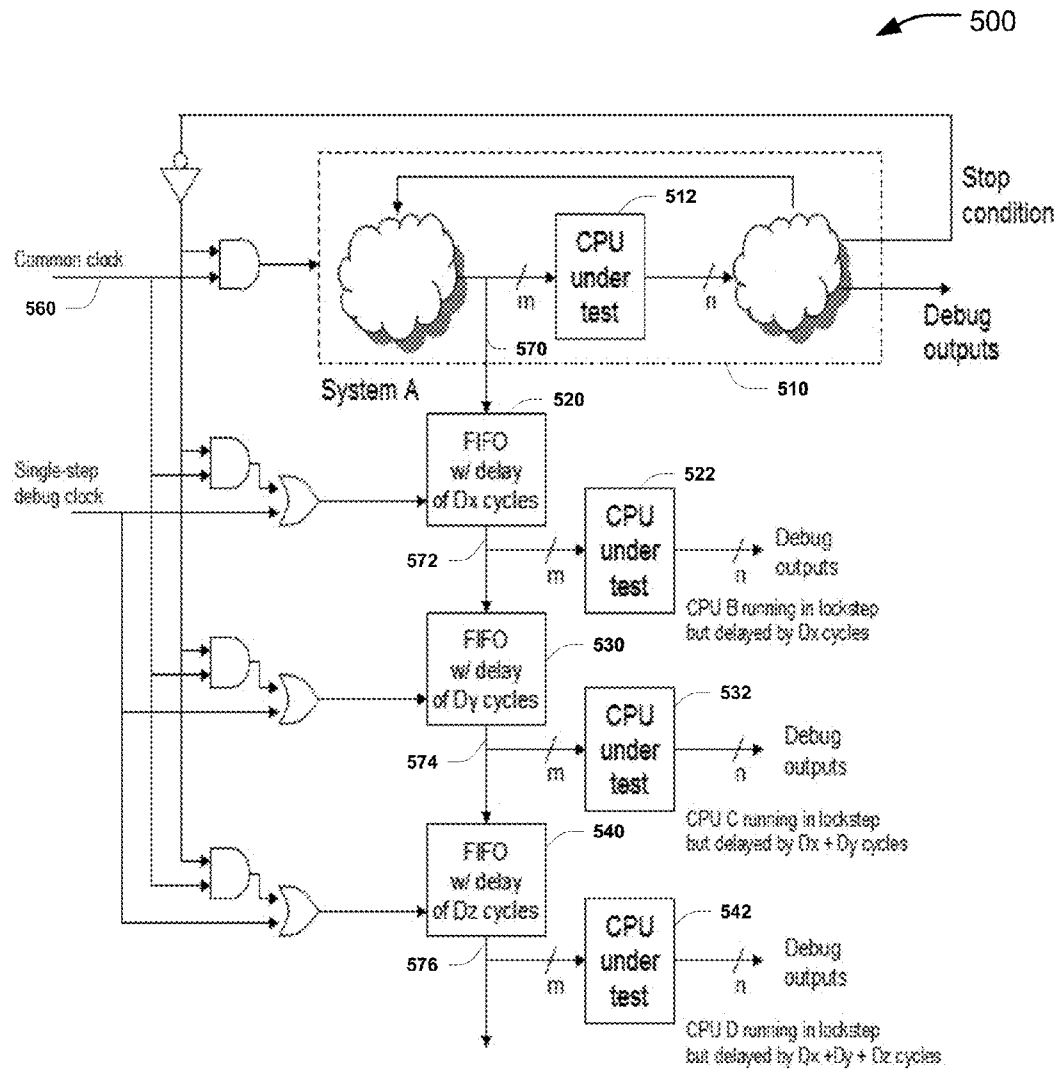 500
Stop
condition
512
CPU
under
test
Common clock
560
m
n
570
Debug
outputs
System A
510
520
FIFO
w/ delay
of Dx cycles
Single-step
debug clock
522
CPU
under
test
572
m
n
Debug
outputs
CPU B running in lockstep
but delayed by Dx cycles
530
FIFO
w/ delay
of Dy cycles
532
CPU
under
test
574
m
n
Debug
outputs
CPU C running in lockstep
but delayed by Dx + Dy cycles
540
FIFO
w/ delay
of Dz cycles
542
CPU
under
test
576
m
n
Debug
outputs
CPU D running in lockstep
but delayed by Dx +Dy + Dz cycles